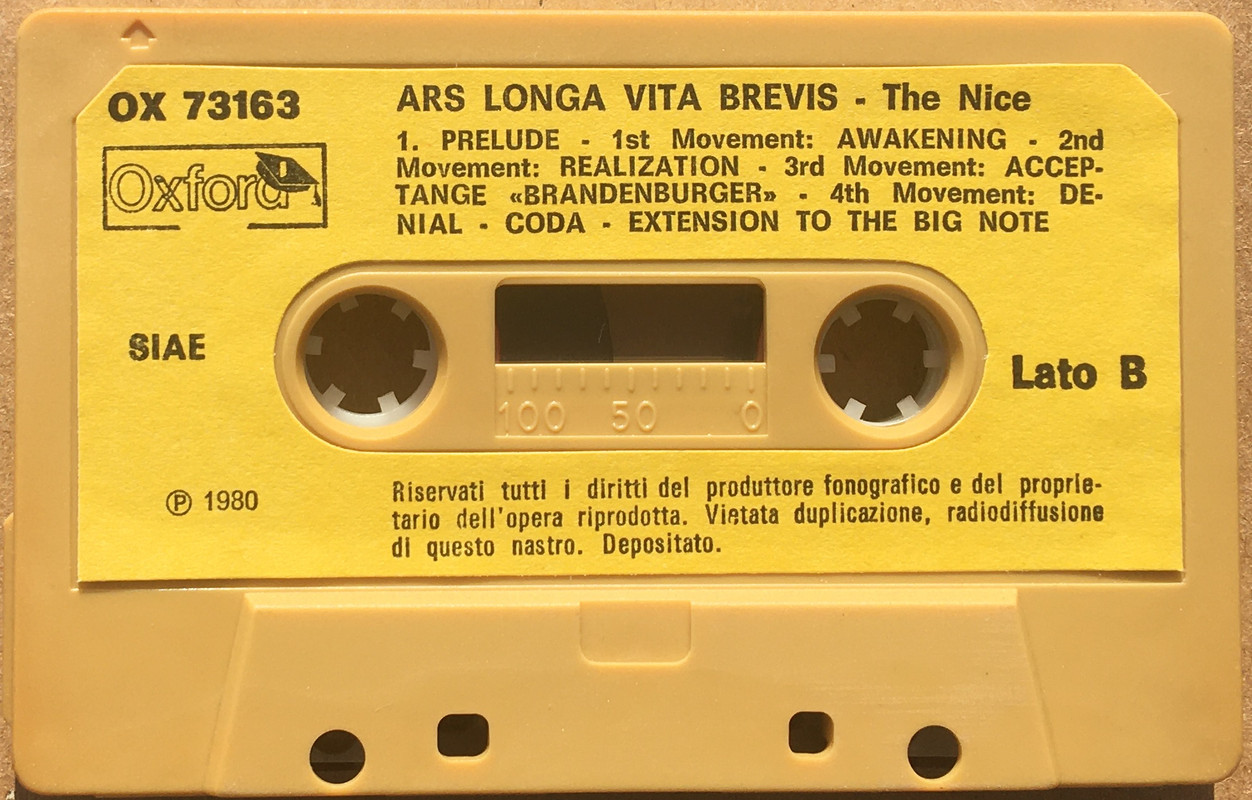 OX 73163
Oxford
ARS LONGA VITA BREVIS - The Nice
1. PRELUDE - 1st Movement: AWAKENING - 2nd
Movement: REALIZATION - 3rd Movement: ACCEP-
TANGE «BRANDENBURGER» - 4th Movement: DE-
NIAL - CODA - EXTENSION TO THE BIG NOTE
SIAE
100 50 0
Lato B
℗ 1980
Riservati tutti i diritti del produttore fonografico e del proprie-
tario dell'opera riprodotta. Vietata duplicazione, radiodiffusione
di questo nastro. Depositato.